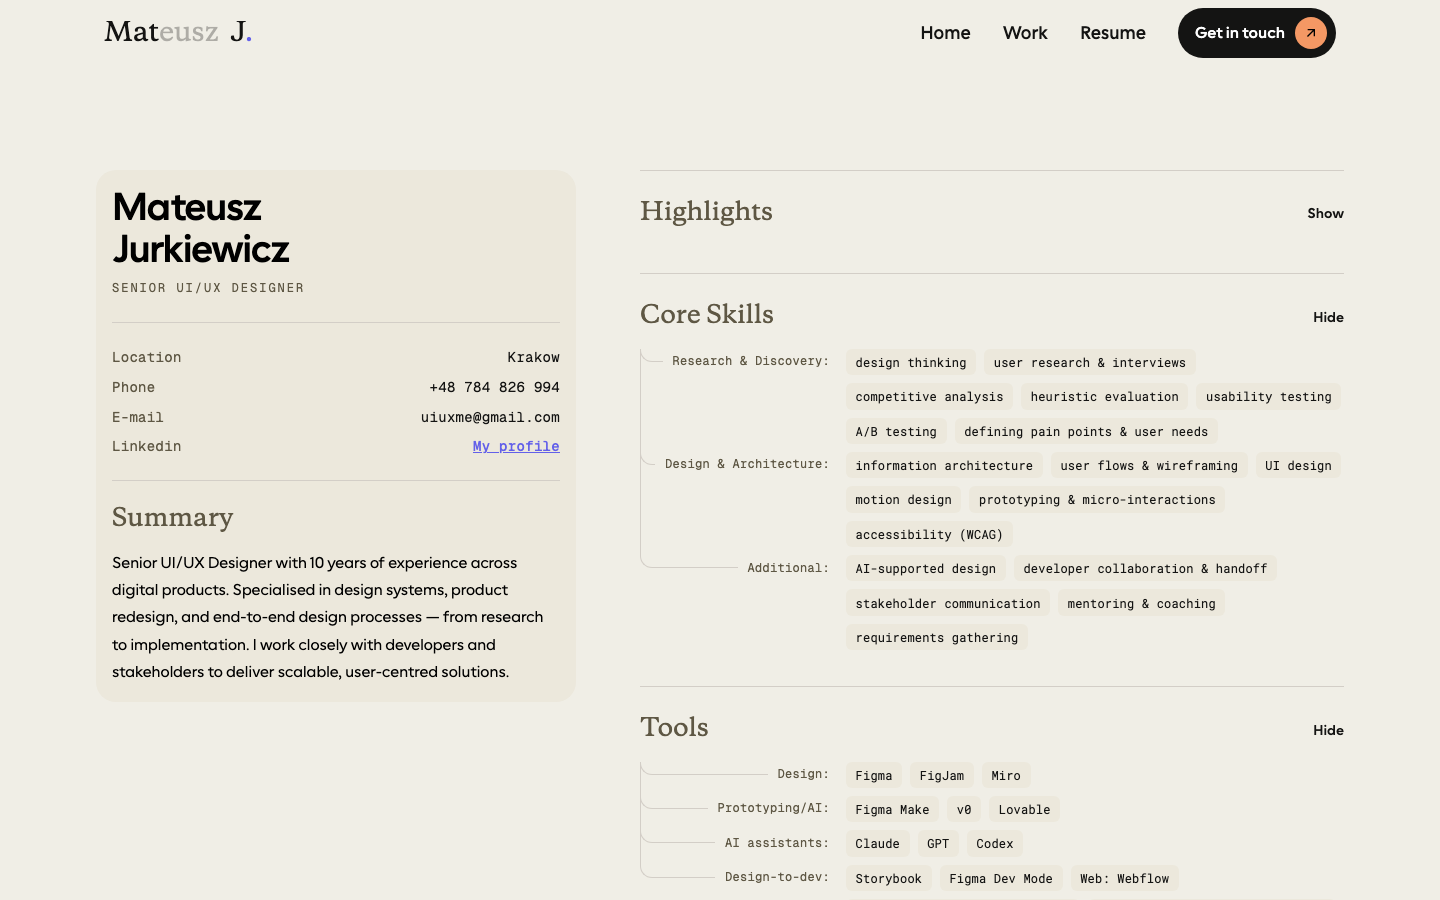 Mateusz J.
Home
Work
Resume
Get in touch
Mateusz
Jurkiewicz
SENIOR UI/UX DESIGNER
Location Krakow
Phone +48 784 826 994
E-mail uiuxme@gmail.com
Linkedin My profile
Summary
Senior UI/UX Designer with 10 years of experience across
digital products. Specialised in design systems, product
redesign, and end-to-end design processes — from research
to implementation. I work closely with developers and
stakeholders to deliver scalable, user-centred solutions.
Highlights Show
Core Skills Hide
Research & Discovery: design thinking user research & interviews
competitive analysis heuristic evaluation usability testing
A/B testing defining pain points & user needs
Design & Architecture: information architecture user flows & wireframing UI design
motion design prototyping & micro-interactions
accessibility (WCAG)
Additional: AI-supported design developer collaboration & handoff
stakeholder communication mentoring & coaching
requirements gathering
Tools Hide
Design: Figma FigJam Miro
Prototyping/AI: Figma Make v0 Lovable
AI assistants: Claude GPT Codex
Design-to-dev: Storybook Figma Dev Mode Web: Webflow